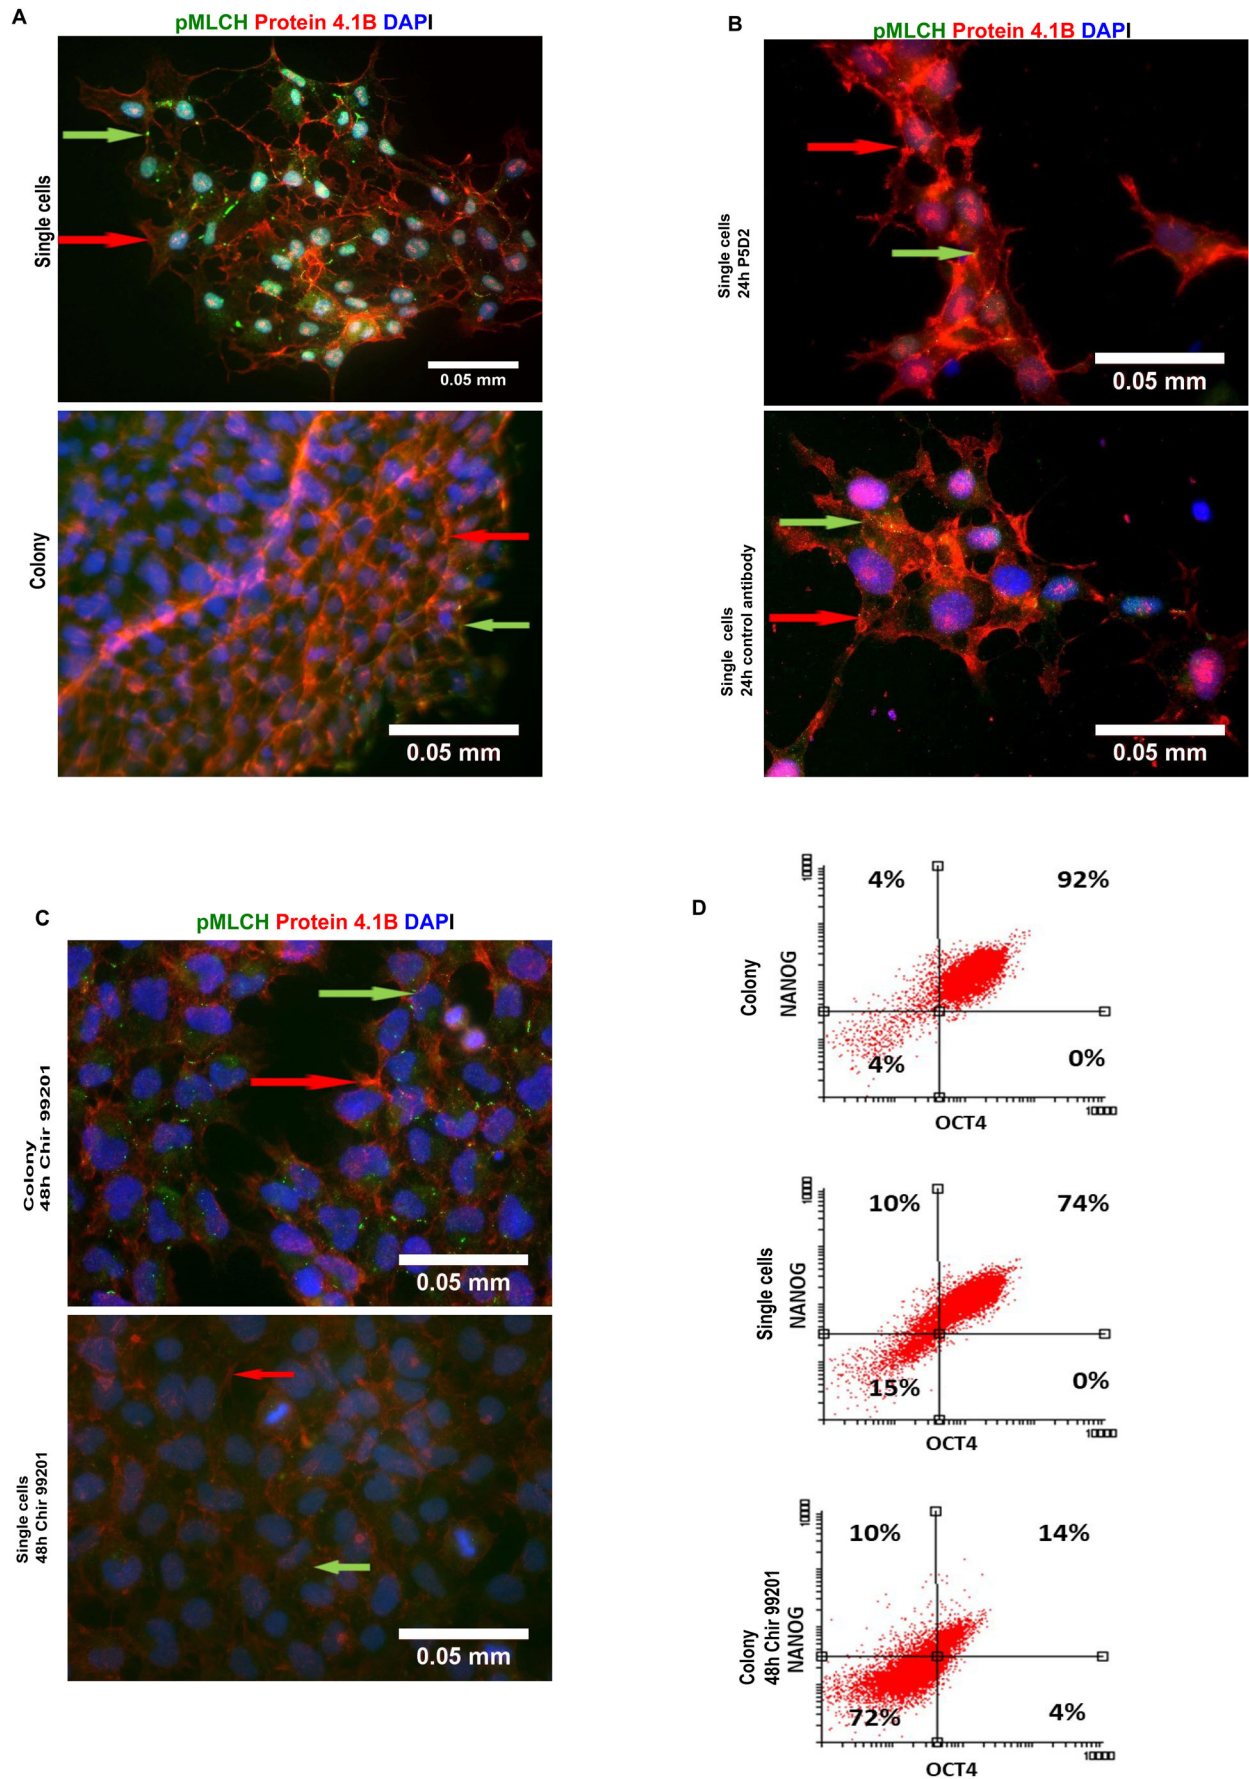 A
pMLCH Protein 4.1B DAPI
Single cells
0.05 mm
Colony
0.05 mm
B
pMLCH Protein 4.1B DAPI
Single cells
24h P5D2
0.05 mm
Single cells
24h control antibody
0.05 mm
C
pMLCH Protein 4.1B DAPI
Colony
48h Chir 99201
0.05 mm
Single cells
48h Chir 99201
0.05 mm
D
Colony
NANOG
4%
92%
4%
0%
OCT4
Single cells
NANOG
10%
74%
15%
0%
OCT4
Colony
48h Chir 99201
NANOG
10%
14%
72%
4%
OCT4